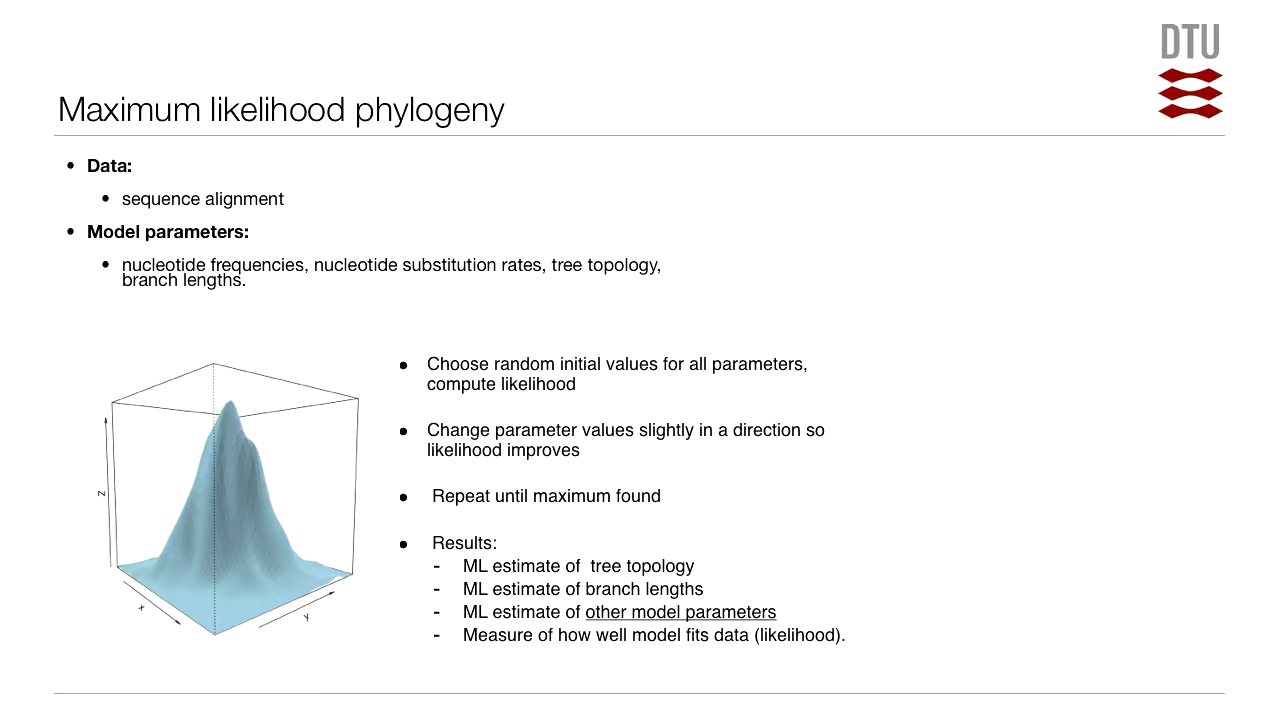 DTU
Maximum likelihood phylogeny
• Data:
• sequence alignment
• Model parameters:
• nucleotide frequencies, nucleotide substitution rates, tree topology,
branch lengths.
• Choose random initial values for all parameters,
compute likelihood
• Change parameter values slightly in a direction so
likelihood improves
• Repeat until maximum found
• Results:
- ML estimate of tree topology
- ML estimate of branch lengths
- ML estimate of other model parameters
- Measure of how well model fits data (likelihood).
Z
x
y